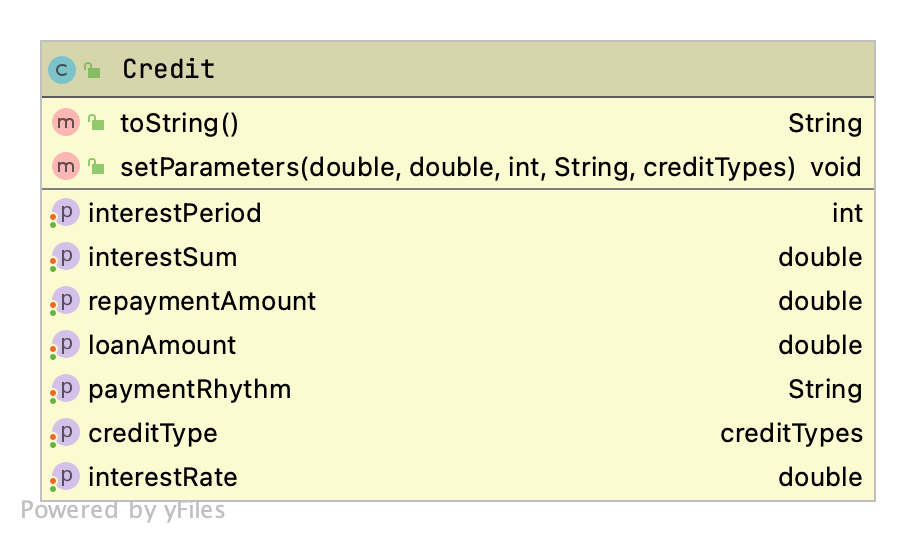 c Credit
m toString() String
m setParameters(double, double, int, String, creditTypes) void
p interestPeriod int
p interestSum double
p repaymentAmount double
p loanAmount double
p paymentRhythm String
p creditType creditTypes
p interestRate double
Powered by yFiles